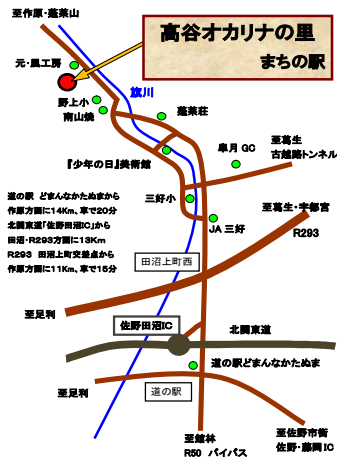 至作原・蓬莱山
高谷オカリナの里
まちの駅
元・風工房
旗川
野上小
南山焼
蓬莱荘
『少年の日』美術館
皐月 GC
至葛生
古越路トンネル
道の駅 どまんなかたぬまから
作原方面に14Km、車で20分
北関東道「佐野田沼IC」から
田沼・R293方面に13Km
R293 田沼上町交差点から
作原方面に11Km、車で15分
三好小
至葛生・宇都宮
JA 三好
R293
田沼上町西
至足利
佐野田沼IC
北関東道
道の駅どまんなかたぬま
至足利
道の駅
至館林
R50 バイパス
至佐野市街
佐野・藤岡IC